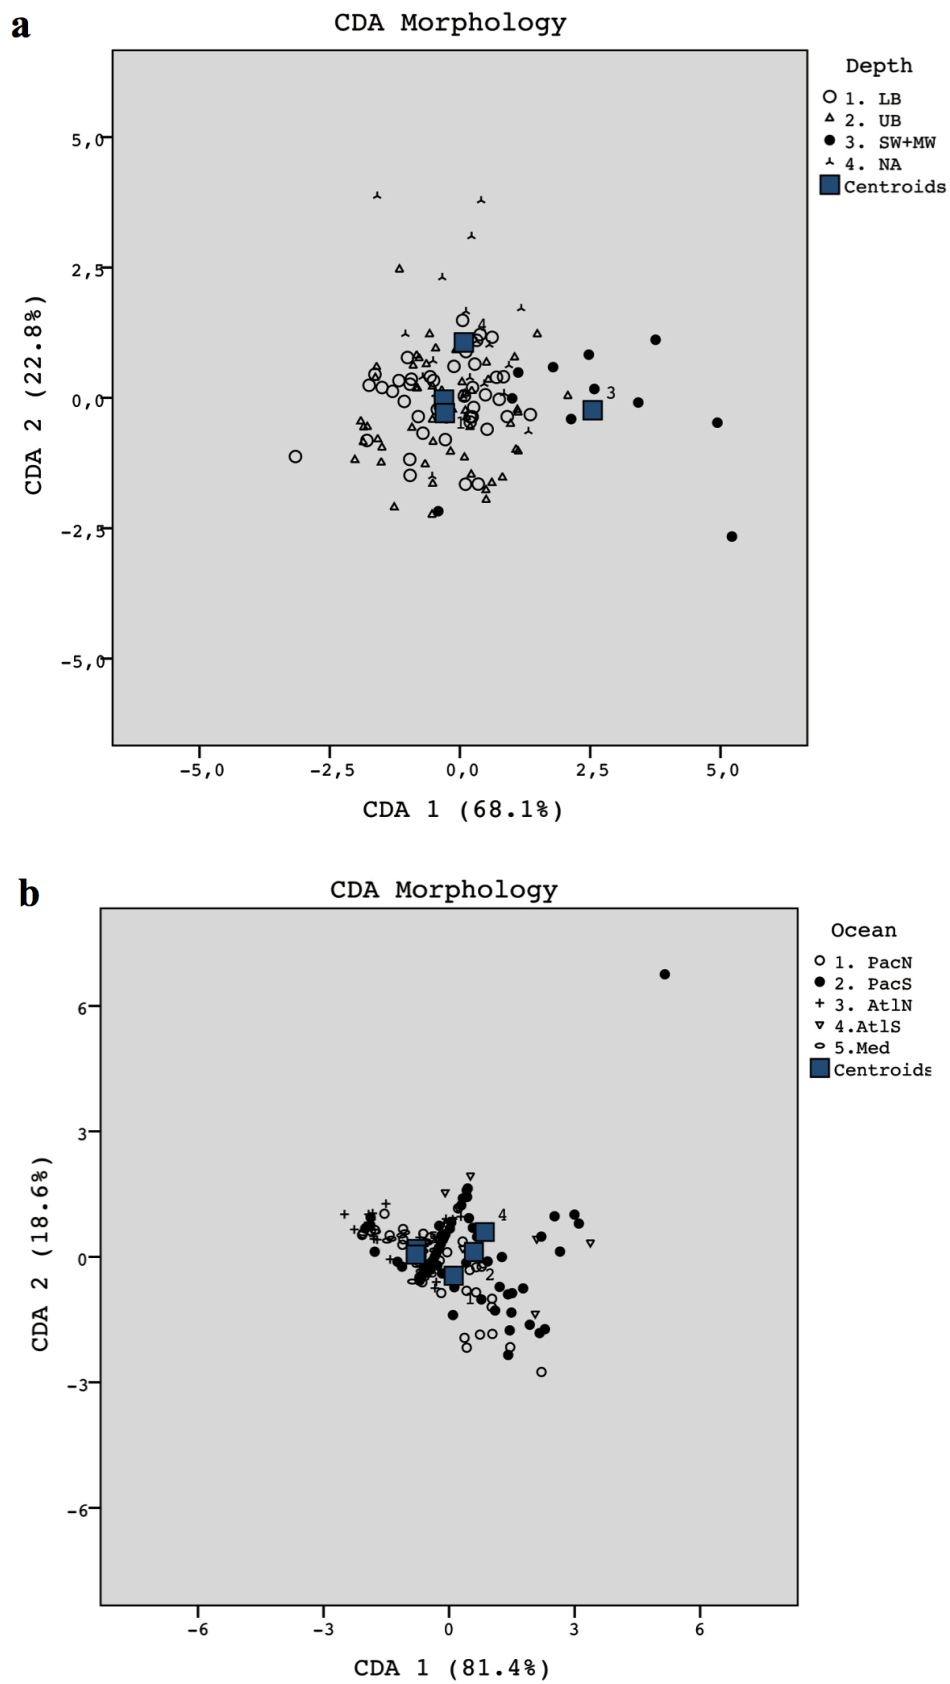 a
CDA Morphology
Depth
1. LB
2. UB
3. SW+MW
4. NA
Centroids
5,0
2,5
0,0
-2,5
-5,0
CDA 2 (22.8%)
4
3
1
-5,0 -2,5 0,0 2,5 5,0
CDA 1 (68.1%)
b
CDA Morphology
Ocean
1. PacN
2. PacS
3. AtlN
4.AtlS
5.Med
Centroids
6
3
0
-3
-6
CDA 2 (18.6%)
4
2
1
-6 -3 0 3 6
CDA 1 (81.4%)